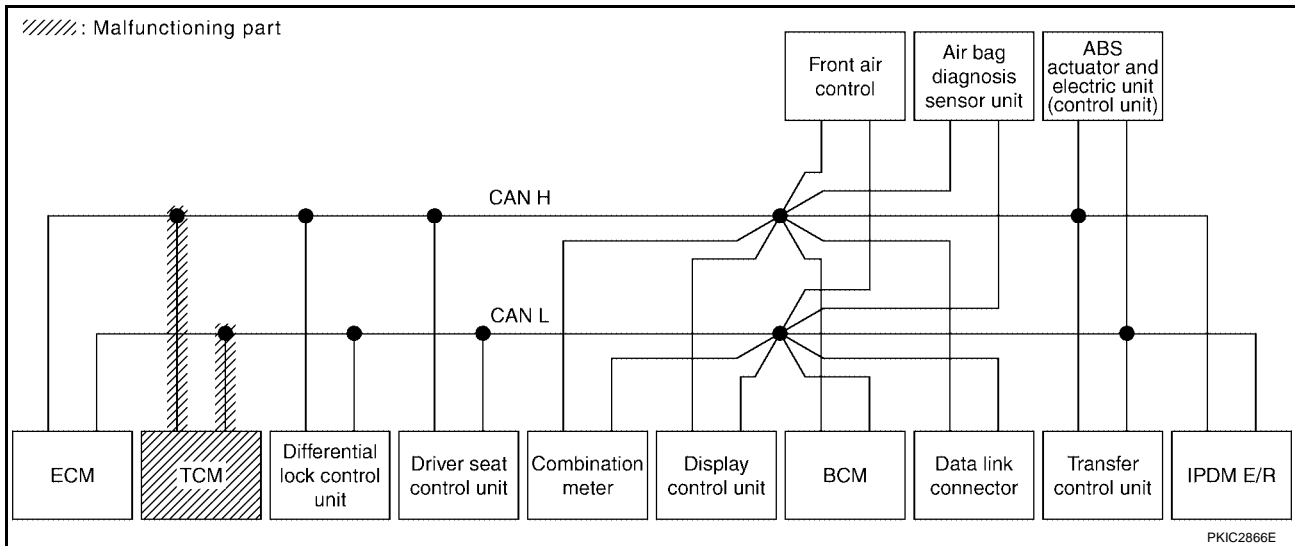 : Malfunctioning part
Front air
control
Air bag
diagnosis
sensor unit
ABS
actuator and
electric unit
(control unit)
CAN H
CAN L
ECM
TCM
Differential
lock control
unit
Driver seat
control unit
Combination
meter
Display
control unit
BCM
Data link
connector
Transfer
control unit
IPDM E/R
PKIC2866E